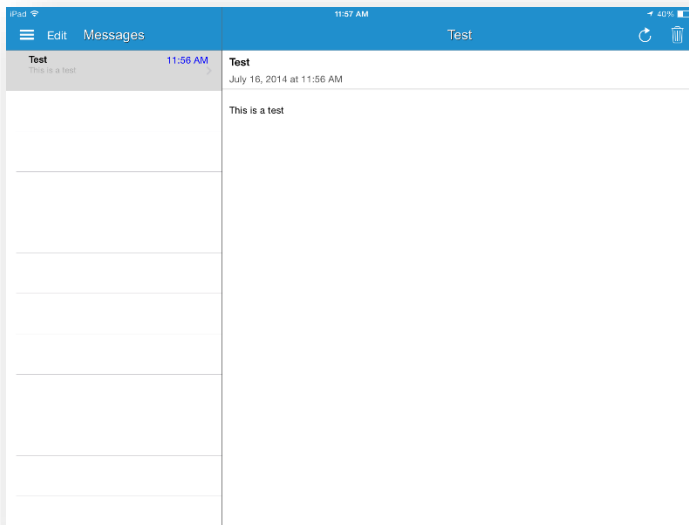 iPad 11:57 AM 40%
Edit Messages Test
Test 11:56 AM
This is a test
Test
July 16, 2014 at 11:56 AM
This is a test